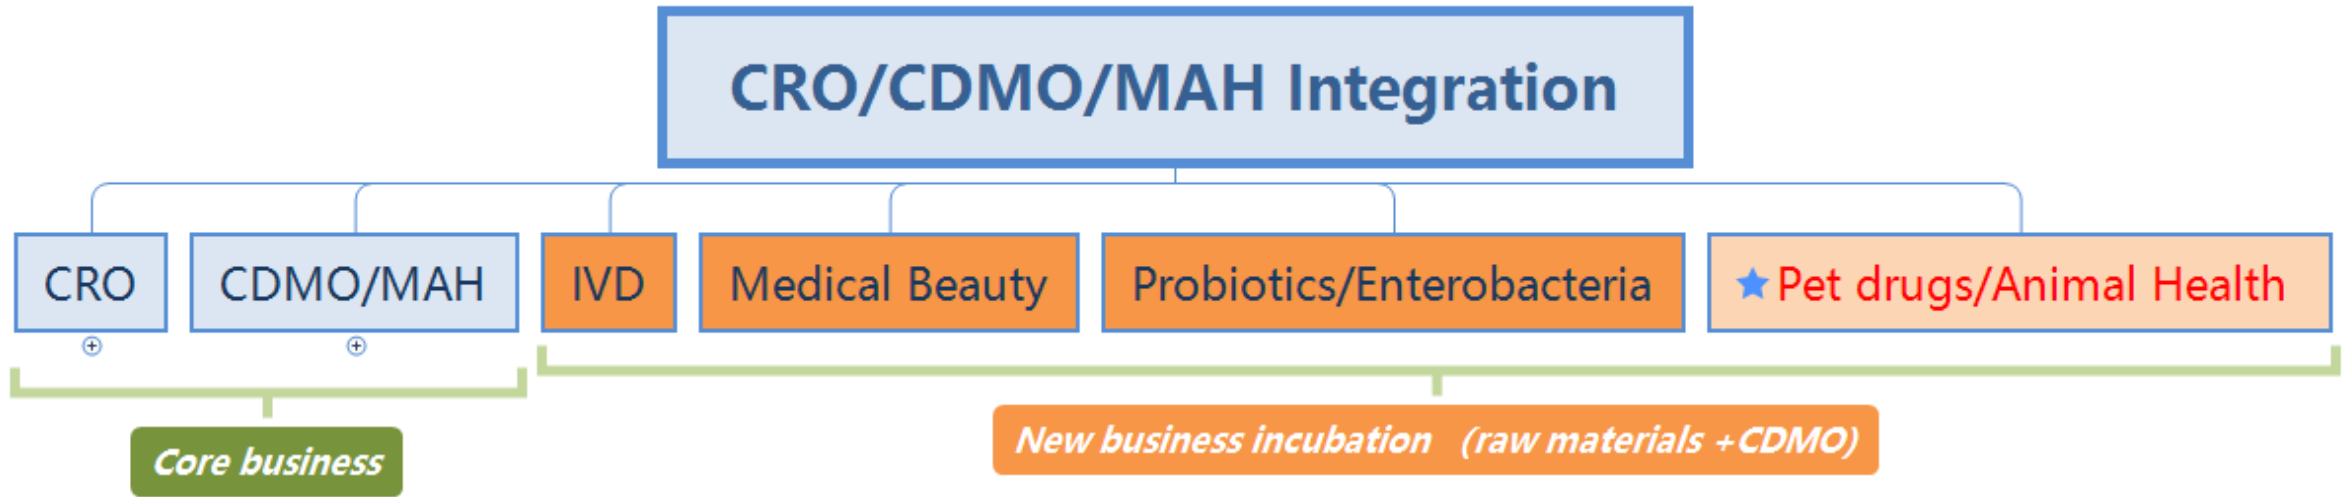 CRO/CDMO/MAH Integration
CRO
CDMO/MAH
IVD
Medical Beauty
Probiotics/Enterobacteria
Pet drugs/Animal Health
Core business
New business incubation (raw materials +CDMO)